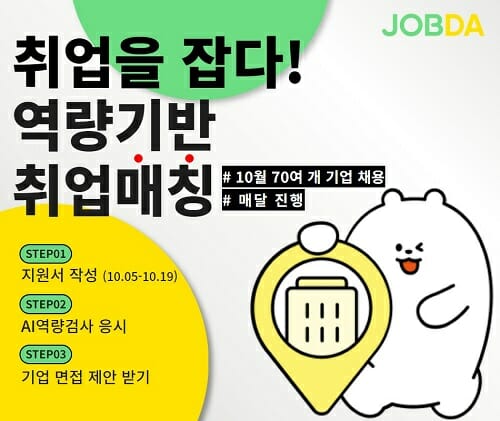 JOBDA
취업을 잡다!
역량기반
취업매칭
# 10월 70여 개 기업 채용
# 매달 진행
STEP01
지원서 작성 (10.05-10.19)
STEP02
AI역량검사 응시
STEP03
기업 면접 제안 받기